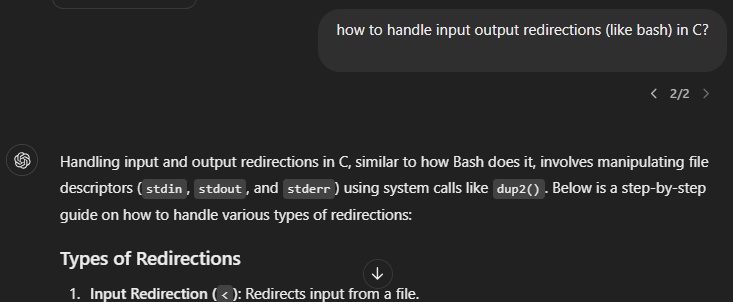 how to handle input output redirections (like bash) in C?
2/2
Handling input and output redirections in C, similar to how Bash does it, involves manipulating file
descriptors ( stdin , stdout , and stderr ) using system calls like dup2() . Below is a step-by-step
guide on how to handle various types of redirections:
Types of Redirections
1. Input Redirection ( < ): Redirects input from a file.